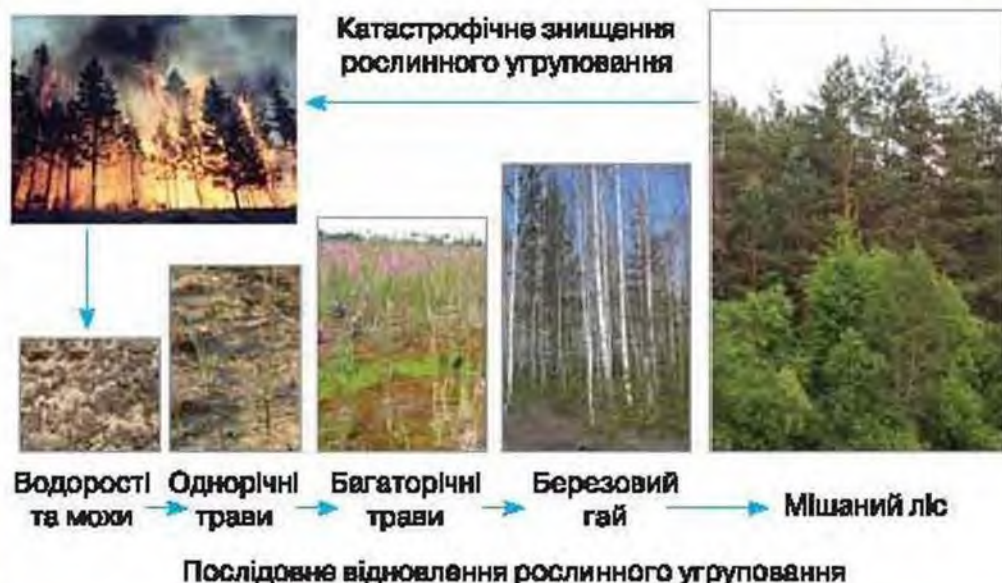 Катастрофічне знищення
рослинного угруповання
Водорості
та мохи
Однорічні
трави
Багаторічні
трави
Березовий
гай
Мішаний ліс
Послідовне відновлення рослинного угруповання